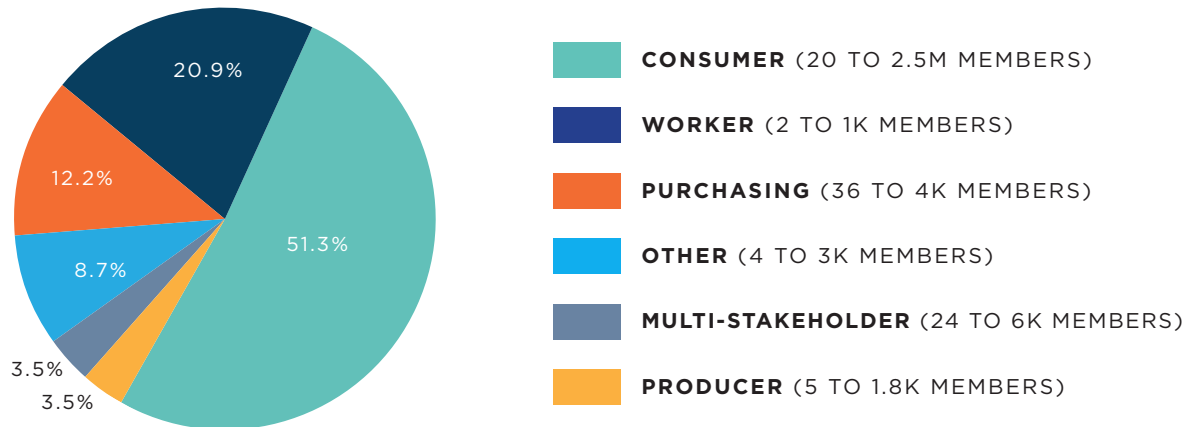 20.9%
12.2%
51.3%
8.7%
3.5%
3.5%
CONSUMER (20 TO 2.5M MEMBERS)
WORKER (2 TO 1K MEMBERS)
PURCHASING (36 TO 4K MEMBERS)
OTHER (4 TO 3K MEMBERS)
MULTI-STAKEHOLDER (24 TO 6K MEMBERS)
PRODUCER (5 TO 1.8K MEMBERS)